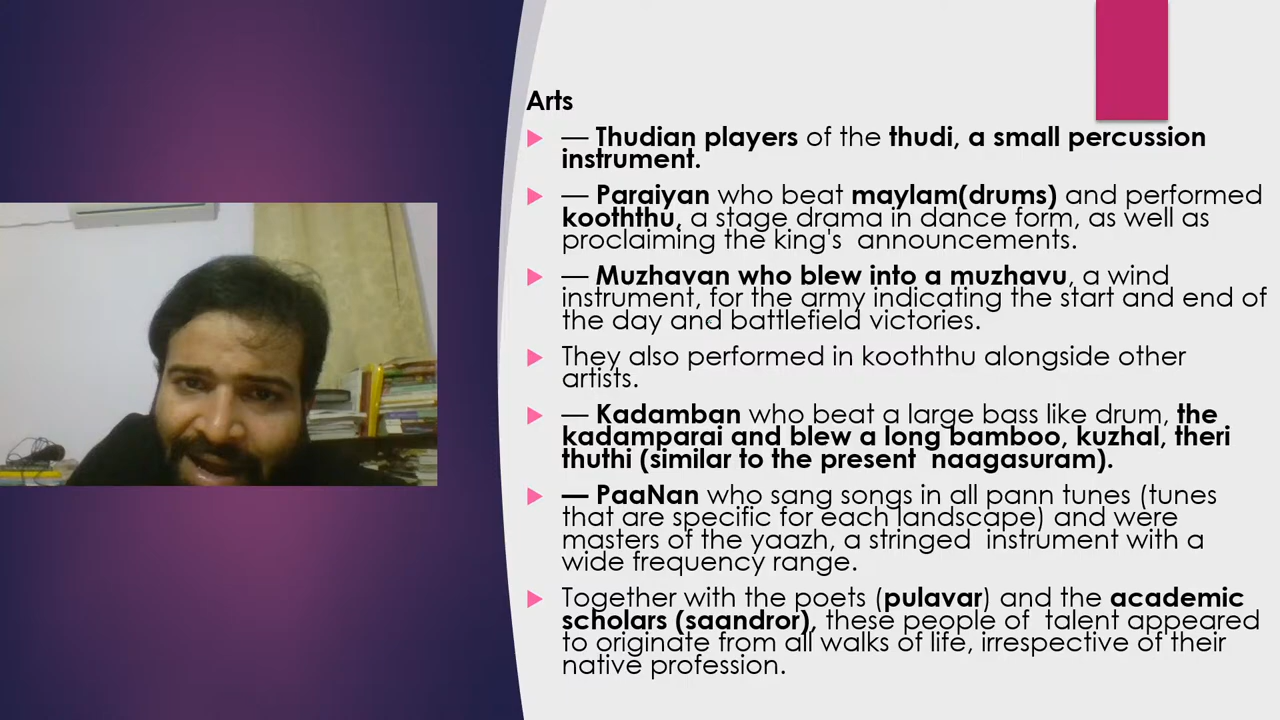 Arts
— Thudian players of the thudi, a small percussion
instrument.
— Paraiyan who beat maylam(drums) and performed
kooththu, a stage drama in dance form, as well as
proclaiming the king's announcements.
— Muzhavan who blew into a muzhavu, a wind
instrument, for the army indicating the start and end of
the day and battlefield victories.
They also performed in kooththu alongside other
artists.
— Kadamban who beat a large bass like drum, the
kadamparai and blew a long bamboo, kuzhal, theri
thuthi (similar to the present naagasuram).
— PaaNan who sang songs in all pann tunes (tunes
that are specific for each landscape) and were
masters of the yaazh, a stringed instrument with a
wide frequency range.
Together with the poets (pulavar) and the academic
scholars (saandror), these people of talent appeared
to originate from all walks of life, irrespective of their
native profession.